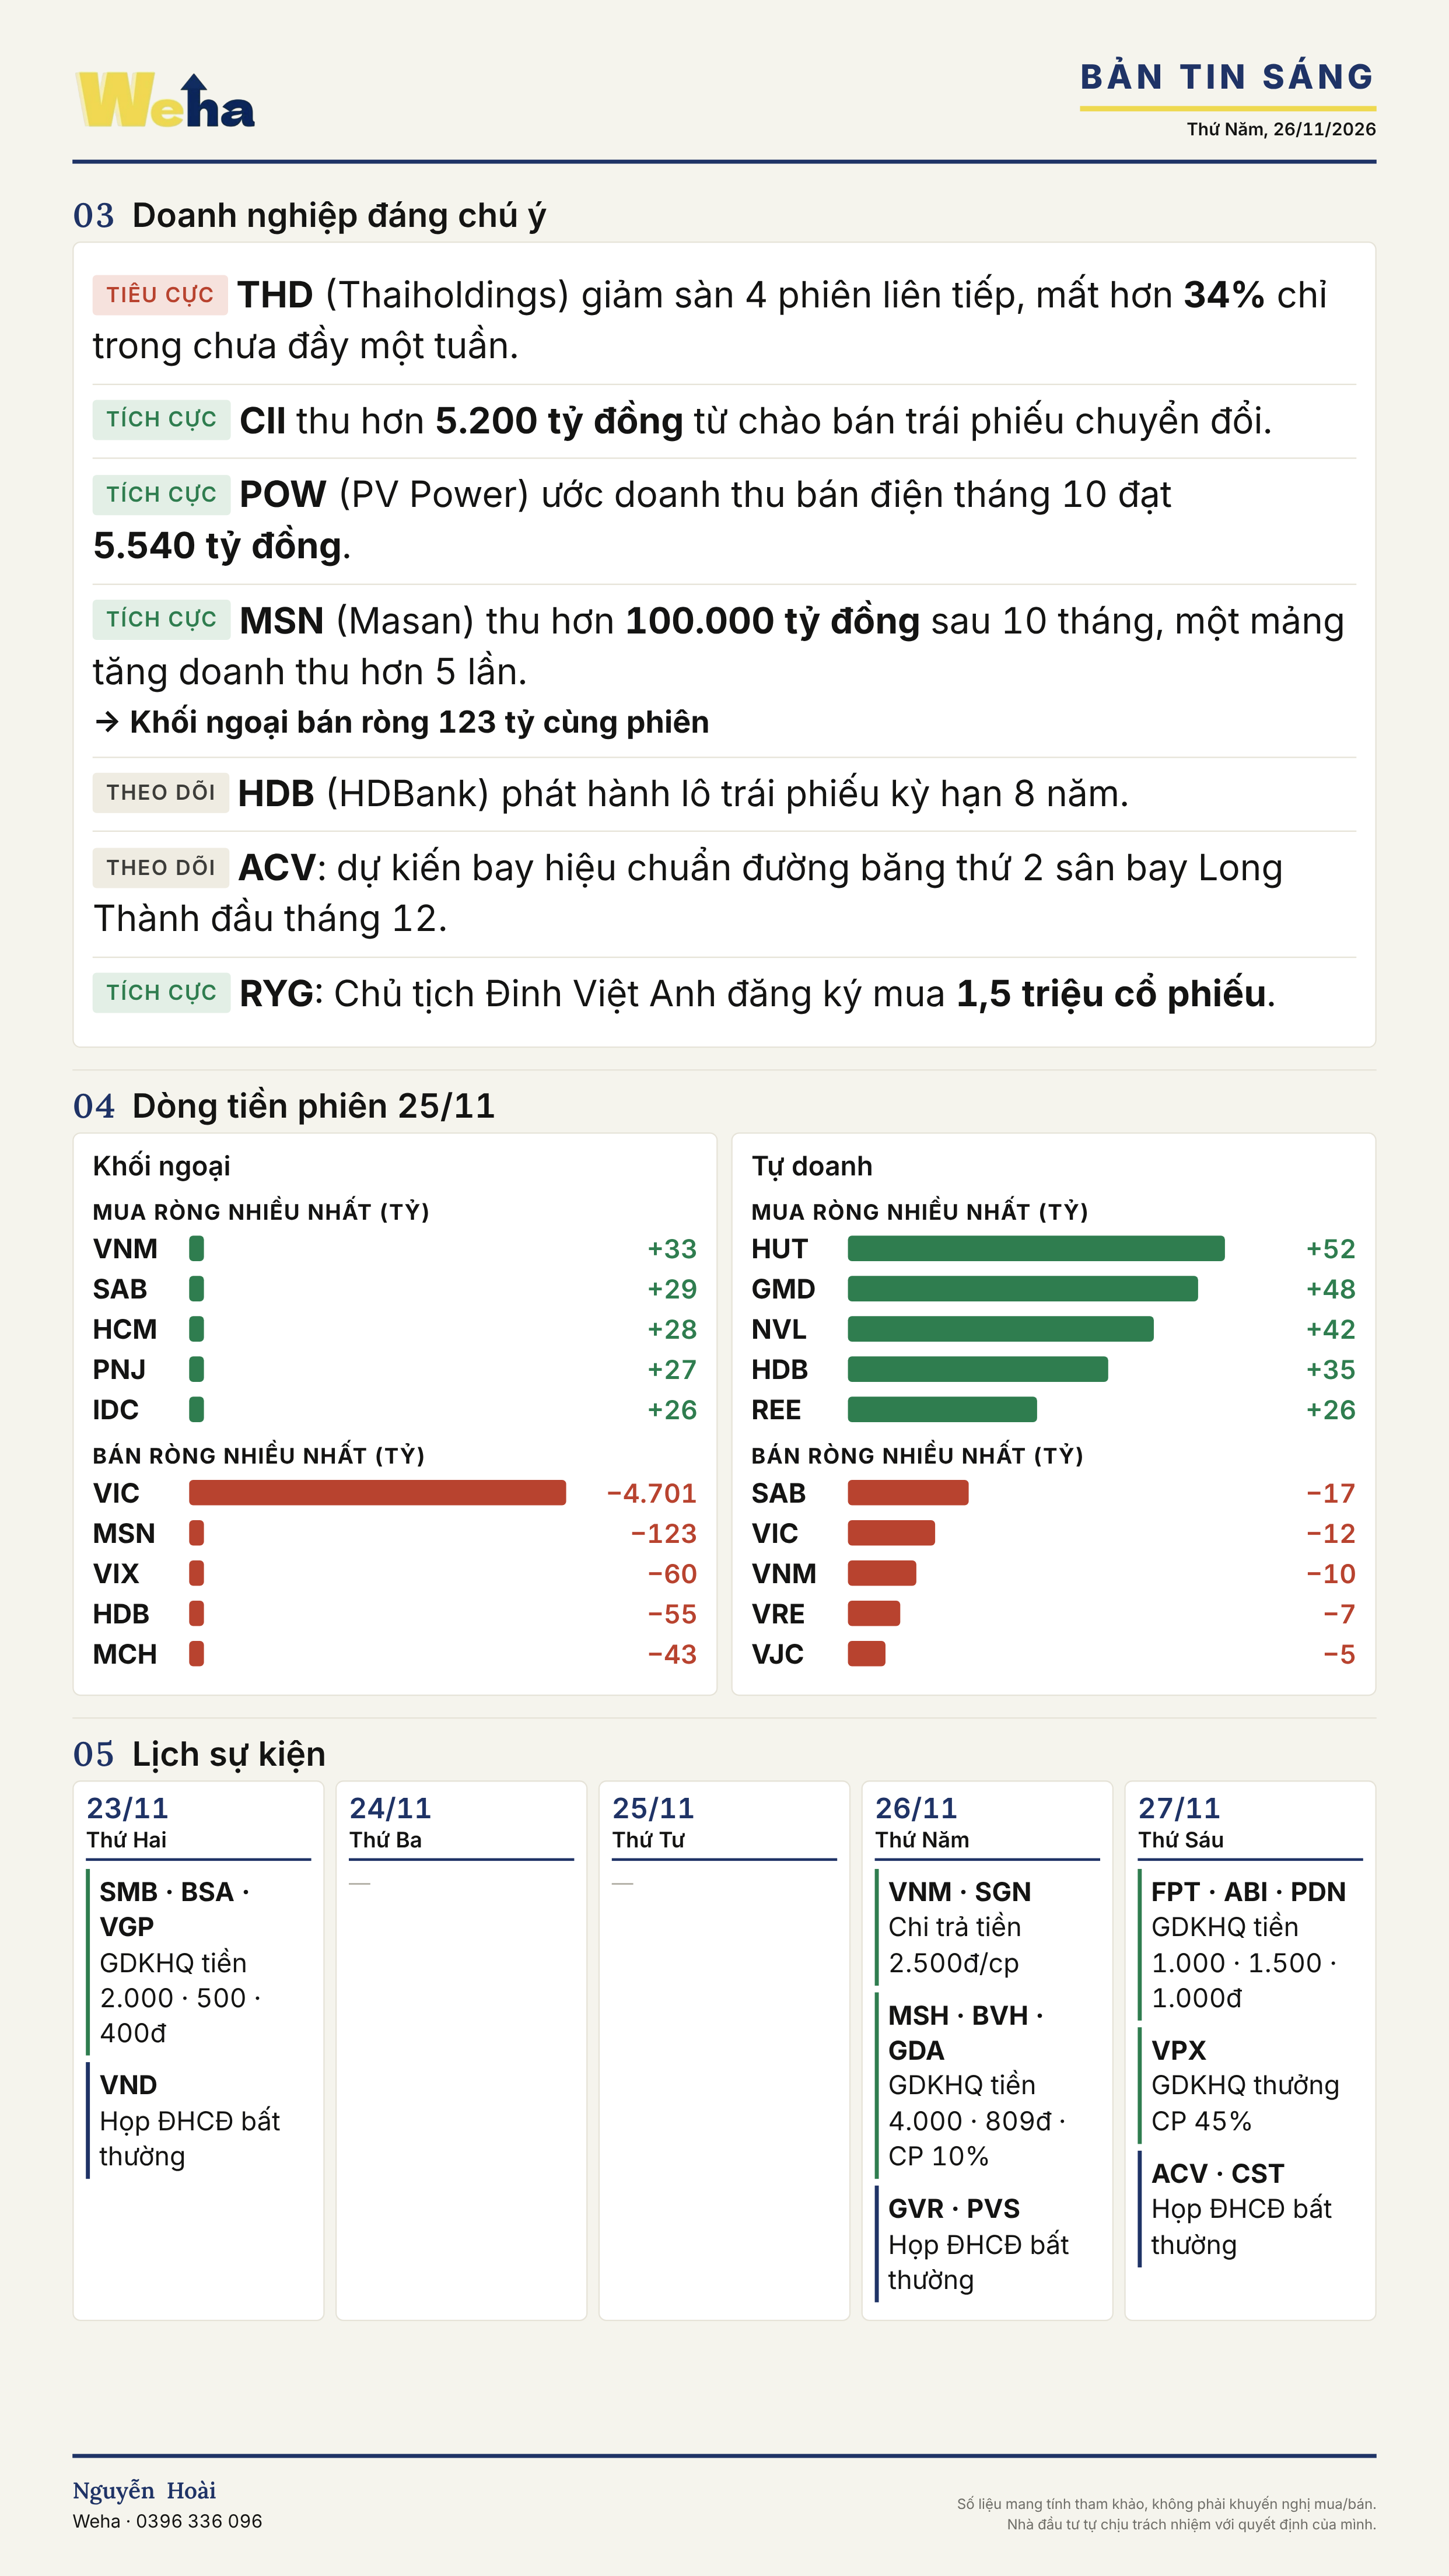 Weha
BẢN TIN SÁNG
Thứ Năm, 26/11/2026
03 Doanh nghiệp đáng chú ý
TIÊU CỰC THD (Thaiholdings) giảm sàn 4 phiên liên tiếp, mất hơn 34% chỉ
trong chưa đầy một tuần.
TÍCH CỰC CII thu hơn 5.200 tỷ đồng từ chào bán trái phiếu chuyển đổi.
TÍCH CỰC POW (PV Power) ước doanh thu bán điện tháng 10 đạt
5.540 tỷ đồng.
TÍCH CỰC MSN (Masan) thu hơn 100.000 tỷ đồng sau 10 tháng, một mảng
tăng doanh thu hơn 5 lần.
→ Khối ngoại bán ròng 123 tỷ cùng phiên
THEO DÕI HDB (HDBank) phát hành lô trái phiếu kỳ hạn 8 năm.
THEO DÕI ACV: dự kiến bay hiệu chuẩn đường băng thứ 2 sân bay Long
Thành đầu tháng 12.
TÍCH CỰC RYG: Chủ tịch Đinh Việt Anh đăng ký mua 1,5 triệu cổ phiếu.
04 Dòng tiền phiên 25/11
Khối ngoại
MUA RÒNG NHIỀU NHẤT (TỶ)
VNM +33
SAB +29
HCM +28
PNJ +27
IDC +26
BÁN RÒNG NHIỀU NHẤT (TỶ)
VIC −4.701
MSN −123
VIX −60
HDB −55
MCH −43
Tự doanh
MUA RÒNG NHIỀU NHẤT (TỶ)
HUT +52
GMD +48
NVL +42
HDB +35
REE +26
BÁN RÒNG NHIỀU NHẤT (TỶ)
SAB −17
VIC −12
VNM −10
VRE −7
VJC −5
05 Lịch sự kiện
23/11
Thứ Hai
SMB · BSA ·
VGP
GDKHQ tiền
2.000 · 500 ·
400đ
VND
Họp ĐHCĐ bất
thường
24/11
Thứ Ba
—
25/11
Thứ Tư
—
26/11
Thứ Năm
VNM · SGN
Chi trả tiền
2.500đ/cp
MSH · BVH ·
GDA
GDKHQ tiền
4.000 · 809đ ·
CP 10%
GVR · PVS
Họp ĐHCĐ bất
thường
27/11
Thứ Sáu
FPT · ABI · PDN
GDKHQ tiền
1.000 · 1.500 ·
1.000đ
VPX
GDKHQ thưởng
CP 45%
ACV · CST
Họp ĐHCĐ bất
thường
Nguyễn Hoài
Weha · 0396 336 096
Số liệu mang tính tham khảo, không phải khuyến nghị mua/bán.
Nhà đầu tư tự chịu trách nhiệm với quyết định của mình.